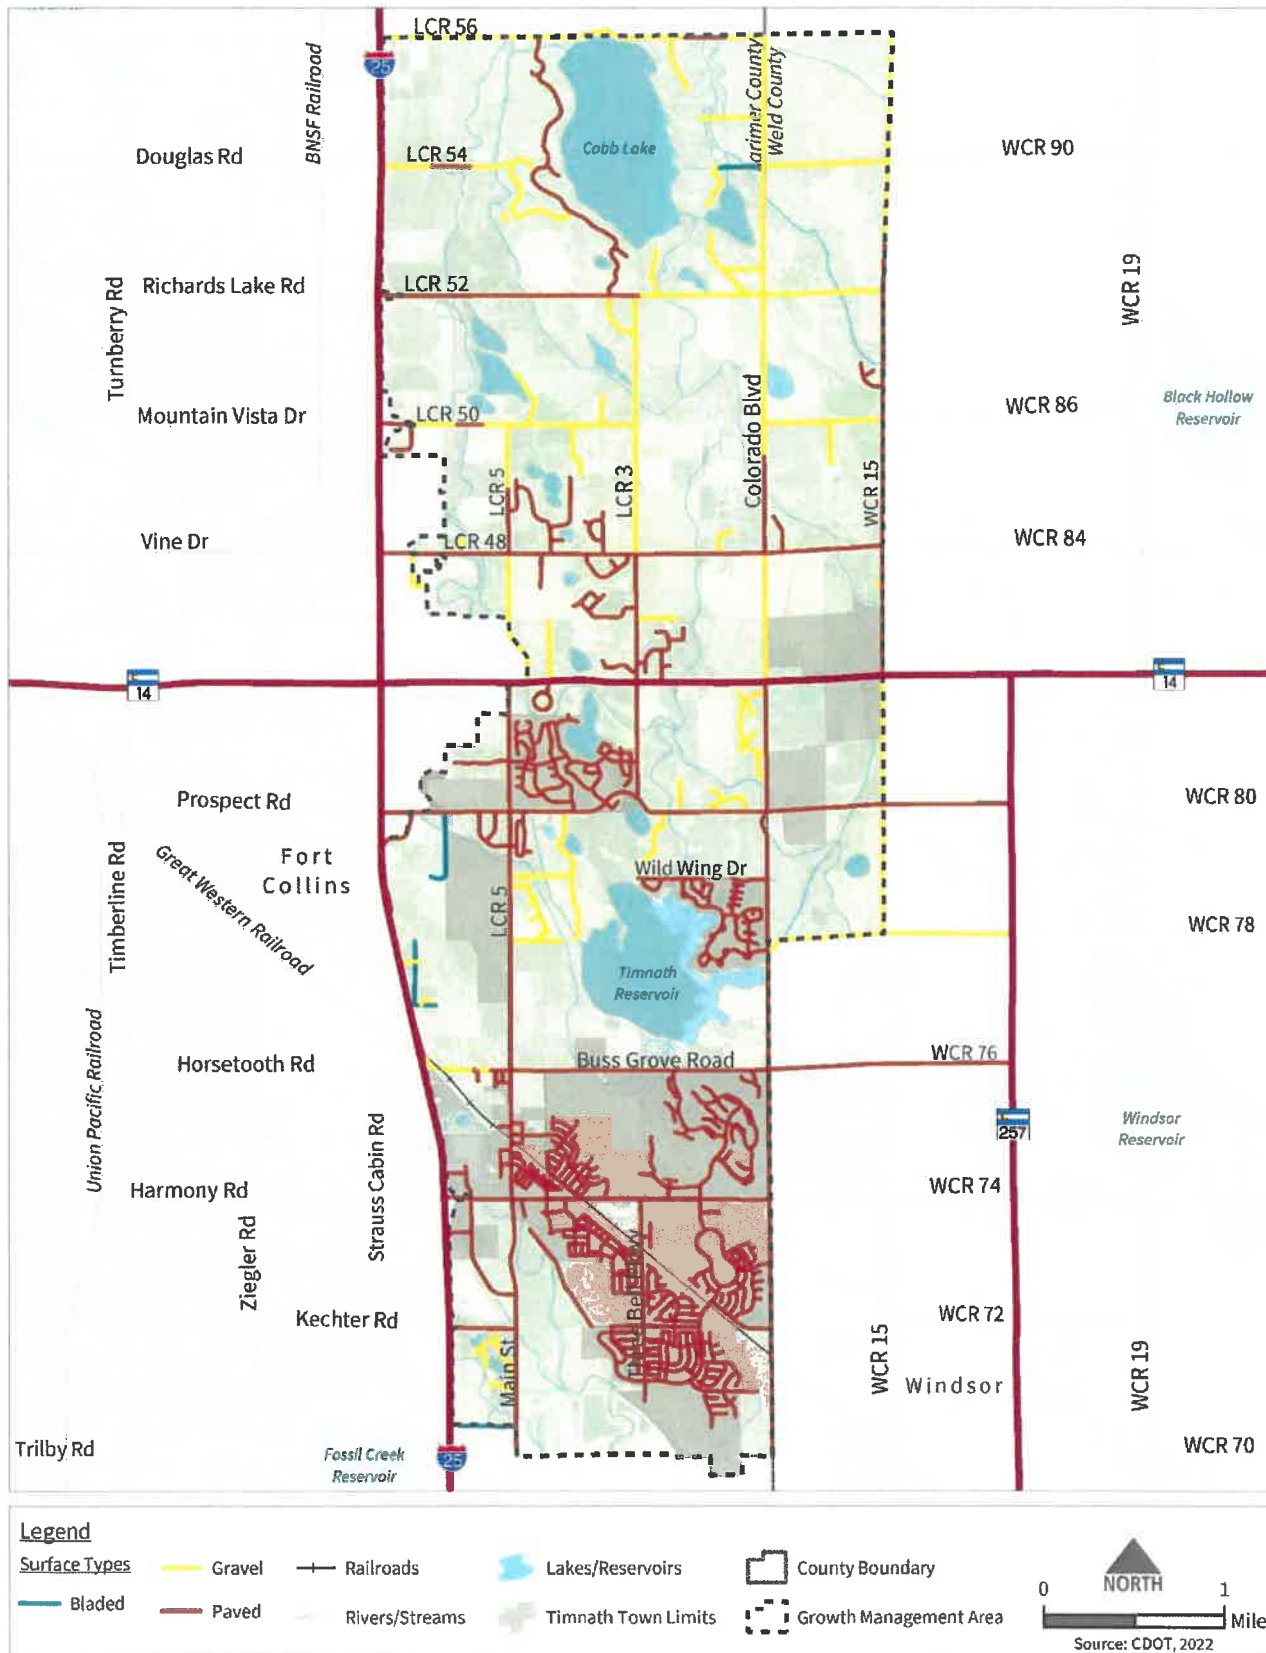 LCR 56
25
BNSF Railroad
Larimer County
Weld County
Douglas Rd
LCR 54
Cobb Lake
WCR 90
Richards Lake Rd
LCR 52
WCR 19
Turnberry Rd
Mountain Vista Dr
LCR 50
Colorado Blvd
WCR 86
Black Hollow
Reservoir
LCR 5
LCR 3
WCR 15
Vine Dr
LCR 48
WCR 84
14
14
Prospect Rd
WCR 80
Timberline Rd
Great Western Railroad
Fort
Collins
Wild Wing Dr
LCR 5
WCR 78
Timnath
Reservoir
Union Pacific Railroad
Horsetooth Rd
Buss Grove Road
WCR 76
Strauss Cabin Rd
257
Windsor
Reservoir
Harmony Rd
WCR 74
Ziegler Rd
Kechter Rd
WCR 72
Main St
WCR 15
Windsor
WCR 19
Trilby Rd
Fossil Creek
Reservoir
25
WCR 70
Legend
Surface Types
Bladed
Gravel
Paved
Railroads
Rivers/Streams
Lakes/Reservoirs
Timnath Town Limits
County Boundary
Growth Management Area
NORTH
0 1
Mile
Source: CDOT, 2022